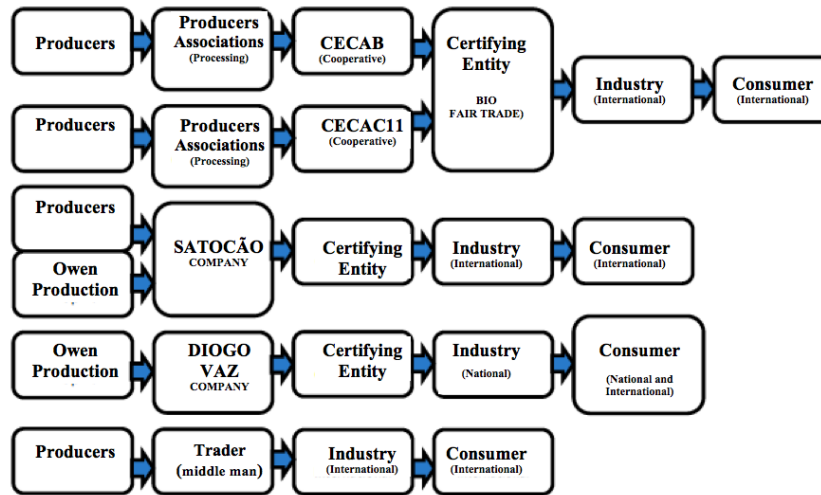 Producers
Producers
Associations
(Processing)
CECAB
(Cooperative)
Certifying
Entity
BIO
FAIR TRADE)
Industry
(International)
Consumer
(International)
Producers
Producers
Associations
(Processing)
CECAC11
(Cooperative)
Producers
Owen
Production
SATOCÃO
COMPANY
Certifying
Entity
Industry
(International)
Consumer
(International)
Owen
Production
DIOGO
VAZ
COMPANY
Certifying
Entity
Industry
(National)
Consumer
(National and
International)
Producers
Trader
(middle man)
Industry
(International)
Consumer
(International)